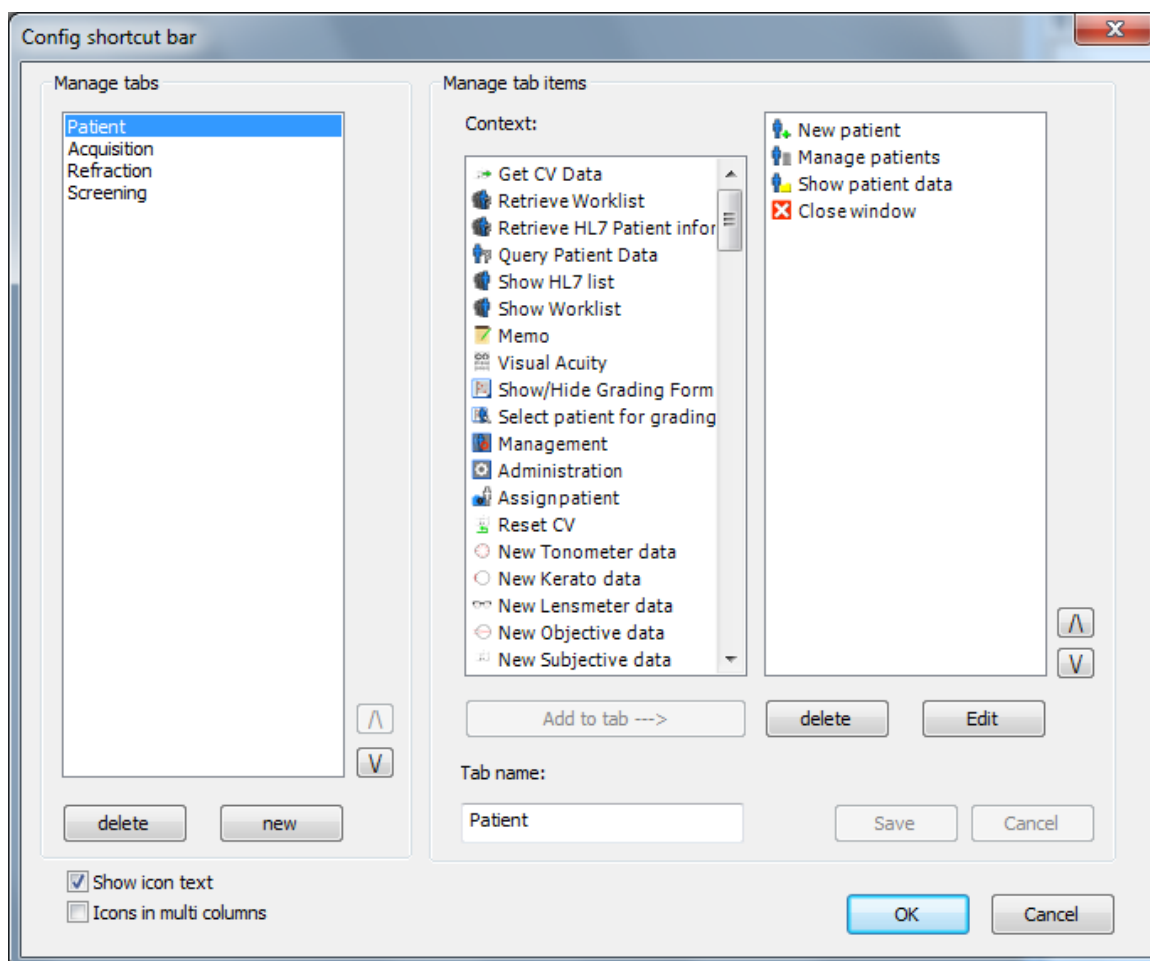 Config shortcut bar
Manage tabs
Patient
Acquisition
Refraction
Screening
/\
V
delete
new
Show icon text
Icons in multi columns
Manage tab items
Context:
Get CV Data
Retrieve Worklist
Retrieve HL7 Patient infor
Query Patient Data
Show HL7 list
Show Worklist
Memo
Visual Acuity
Show/Hide Grading Form
Select patient for grading
Management
Administration
Assign patient
Reset CV
New Tonometer data
New Kerato data
New Lensmeter data
New Objective data
New Subjective data
New patient
Manage patients
Show patient data
Close window
/\
V
Add to tab --->
delete
Edit
Tab name:
Patient
Save
Cancel
OK
Cancel